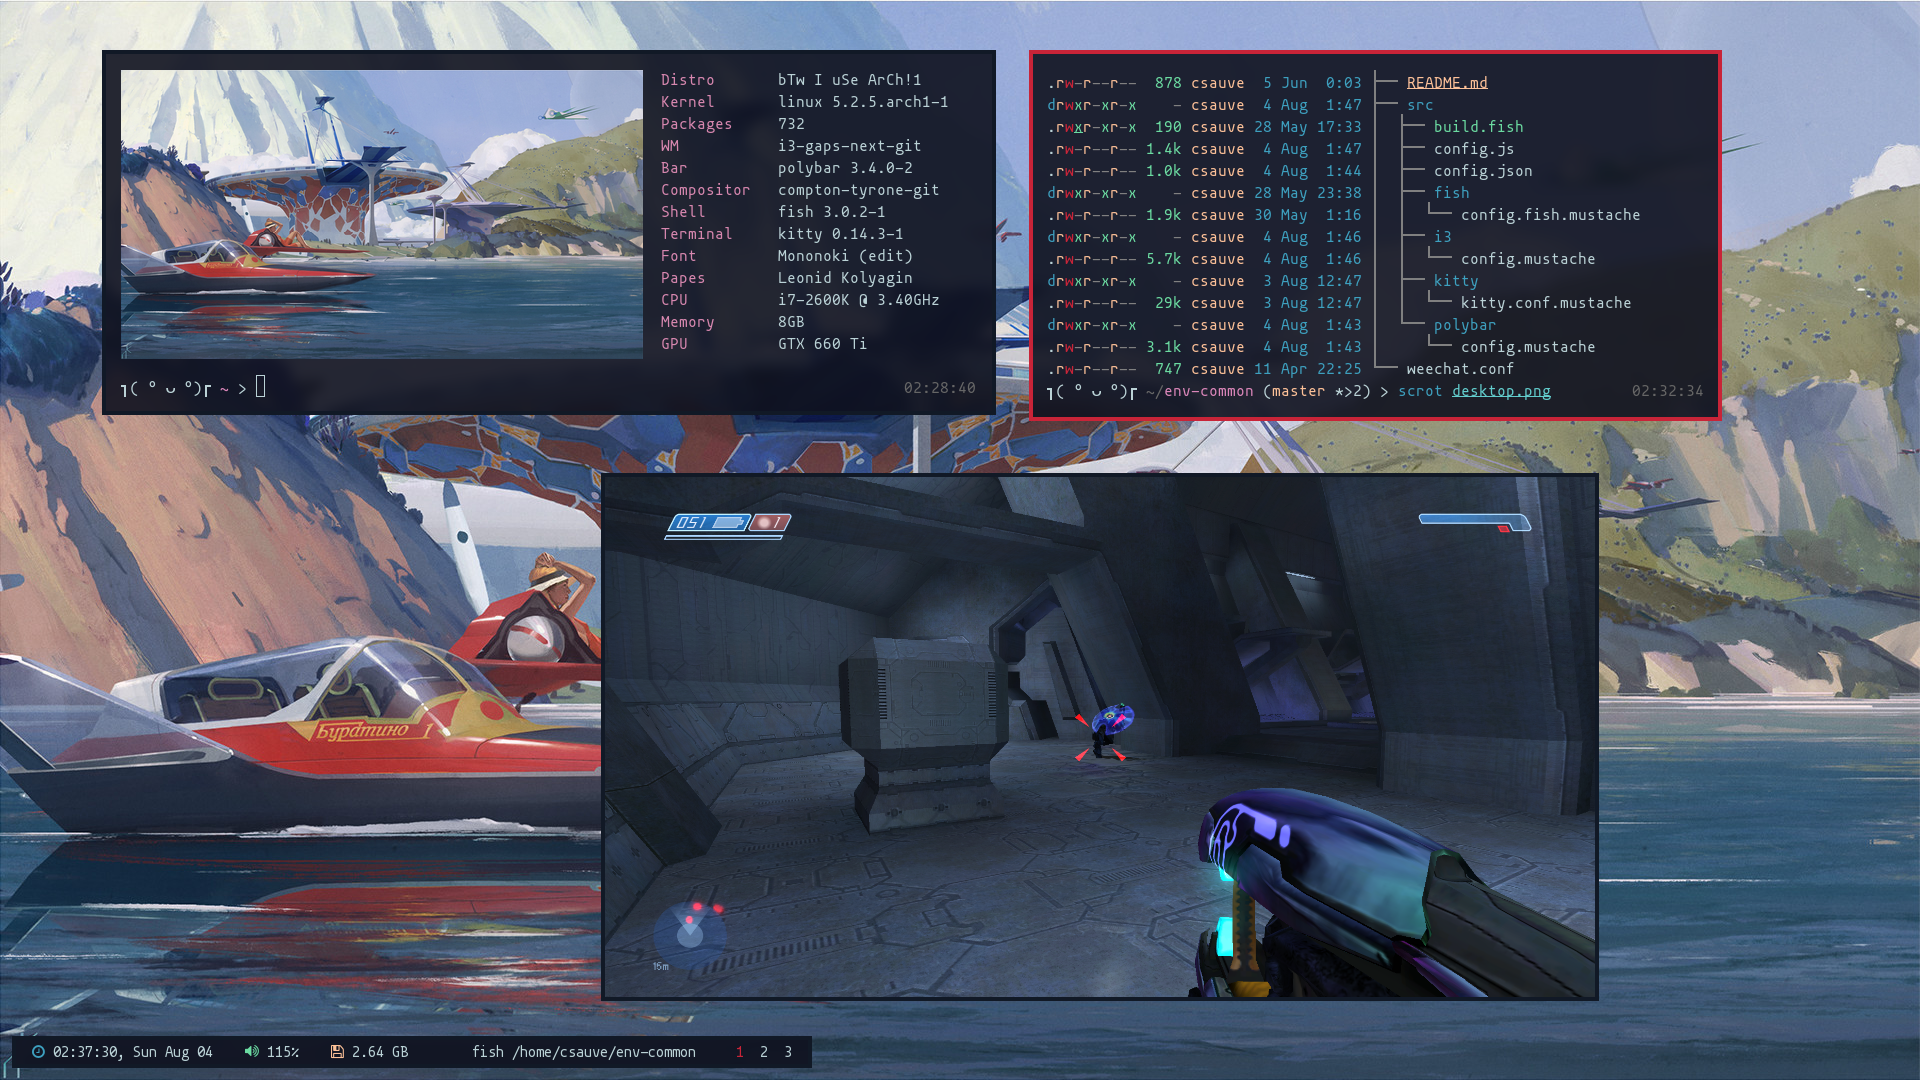 Distro bTw I uSe ArCh!1
Kernel linux 5.2.5.arch1-1
Packages 732
WM i3-gaps-next-git
Bar polybar 3.4.0-2
Compositor compton-tyrone-git
Shell fish 3.0.2-1
Terminal kitty 0.14.3-1
Font Mononoki (edit)
Papes Leonid Kolyagin
CPU i7-2600K @ 3.40GHz
Memory 8GB
GPU GTX 660 Ti
┐( ° ᴗ °)┌ ~ > 02:28:40
.rw-r--r-- 878 csauve 5 Jun 0:03 ├── README.md
drwxr-xr-x - csauve 4 Aug 1:47 ├── src
.rwxr-xr-x 190 csauve 28 May 17:33 │ ├── build.fish
.rw-r--r-- 1.4k csauve 4 Aug 1:47 │ ├── config.js
.rw-r--r-- 1.0k csauve 4 Aug 1:44 │ ├── config.json
drwxr-xr-x - csauve 28 May 23:38 │ ├── fish
.rw-r--r-- 1.9k csauve 30 May 1:16 │ │ └── config.fish.mustache
drwxr-xr-x - csauve 4 Aug 1:46 │ ├── i3
.rw-r--r-- 5.7k csauve 4 Aug 1:46 │ │ └── config.mustache
drwxr-xr-x - csauve 3 Aug 12:47 │ ├── kitty
.rw-r--r-- 29k csauve 3 Aug 12:47 │ │ └── kitty.conf.mustache
drwxr-xr-x - csauve 4 Aug 1:43 │ └── polybar
.rw-r--r-- 3.1k csauve 4 Aug 1:43 │ └── config.mustache
.rw-r--r-- 747 csauve 11 Apr 22:25 └── weechat.conf
┐( ° ᴗ °)┌ ~/env-common (master *>2) > scrot desktop.png 02:32:34
051 1
Буратино 1
15m
02:37:30, Sun Aug 04 115% 2.64 GB fish /home/csauve/env-common 1 2 3